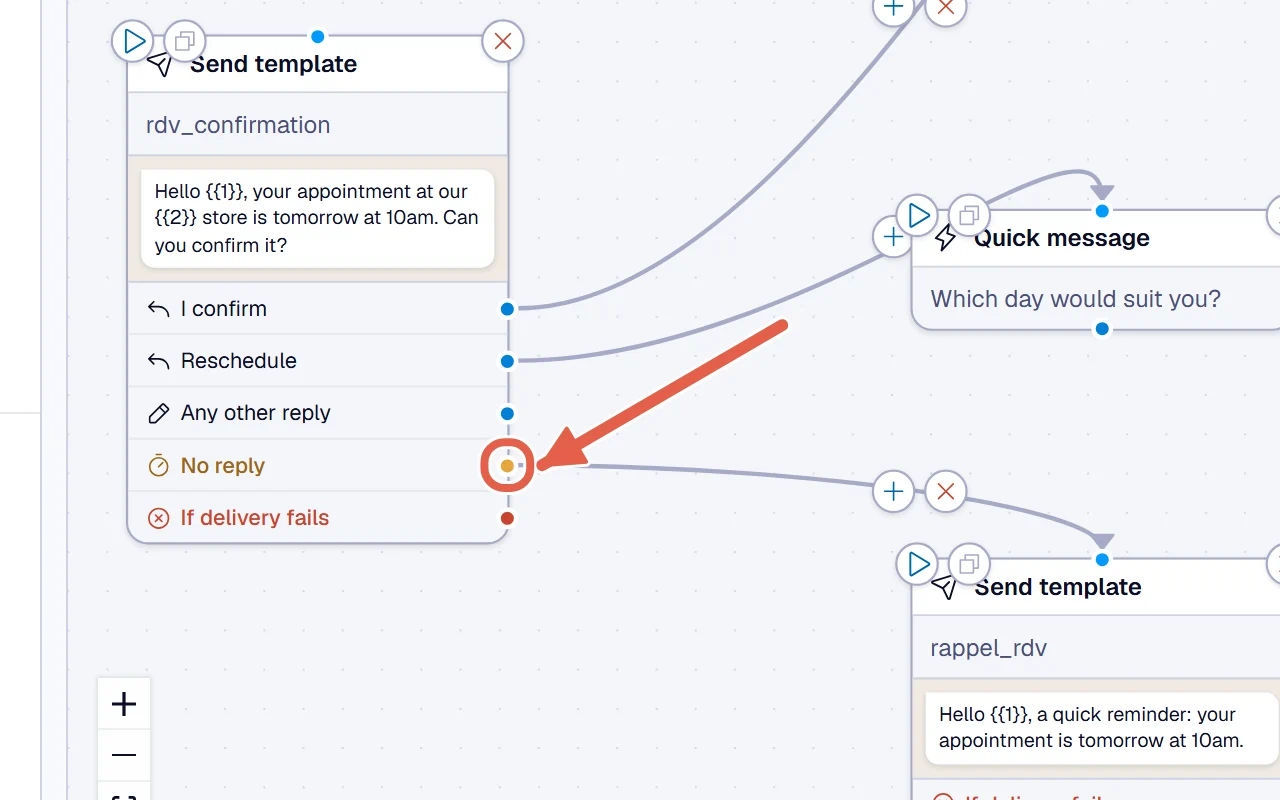 Send template
rdv_confirmation
Hello {{1}}, your appointment at our
{{2}} store is tomorrow at 10am. Can
you confirm it?
I confirm
Reschedule
Any other reply
No reply
If delivery fails
Quick message
Which day would suit you?
Send template
rappel_rdv
Hello {{1}}, a quick reminder: your
appointment is tomorrow at 10am.